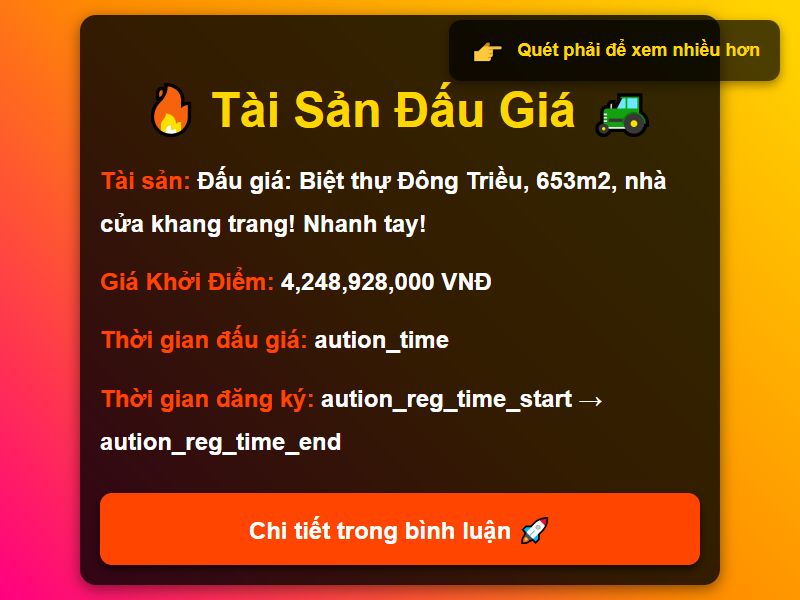 Quét phải để xem nhiều hơn
Tài Sản Đấu Giá
Tài sản: Đấu giá: Biệt thự Đông Triều, 653m2, nhà
cửa khang trang! Nhanh tay!
Giá Khởi Điểm: 4,248,928,000 VNĐ
Thời gian đấu giá: aution_time
Thời gian đăng ký: aution_reg_time_start →
aution_reg_time_end
Chi tiết trong bình luận